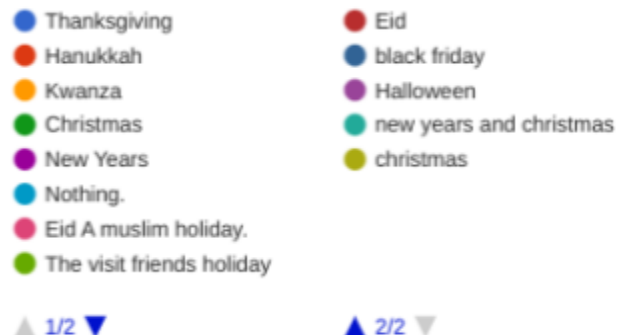 Thanksgiving
Hanukkah
Kwanza
Christmas
New Years
Nothing.
Eid A muslim holiday.
The visit friends holiday
1/2
Eid
black friday
Halloween
new years and christmas
christmas
2/2